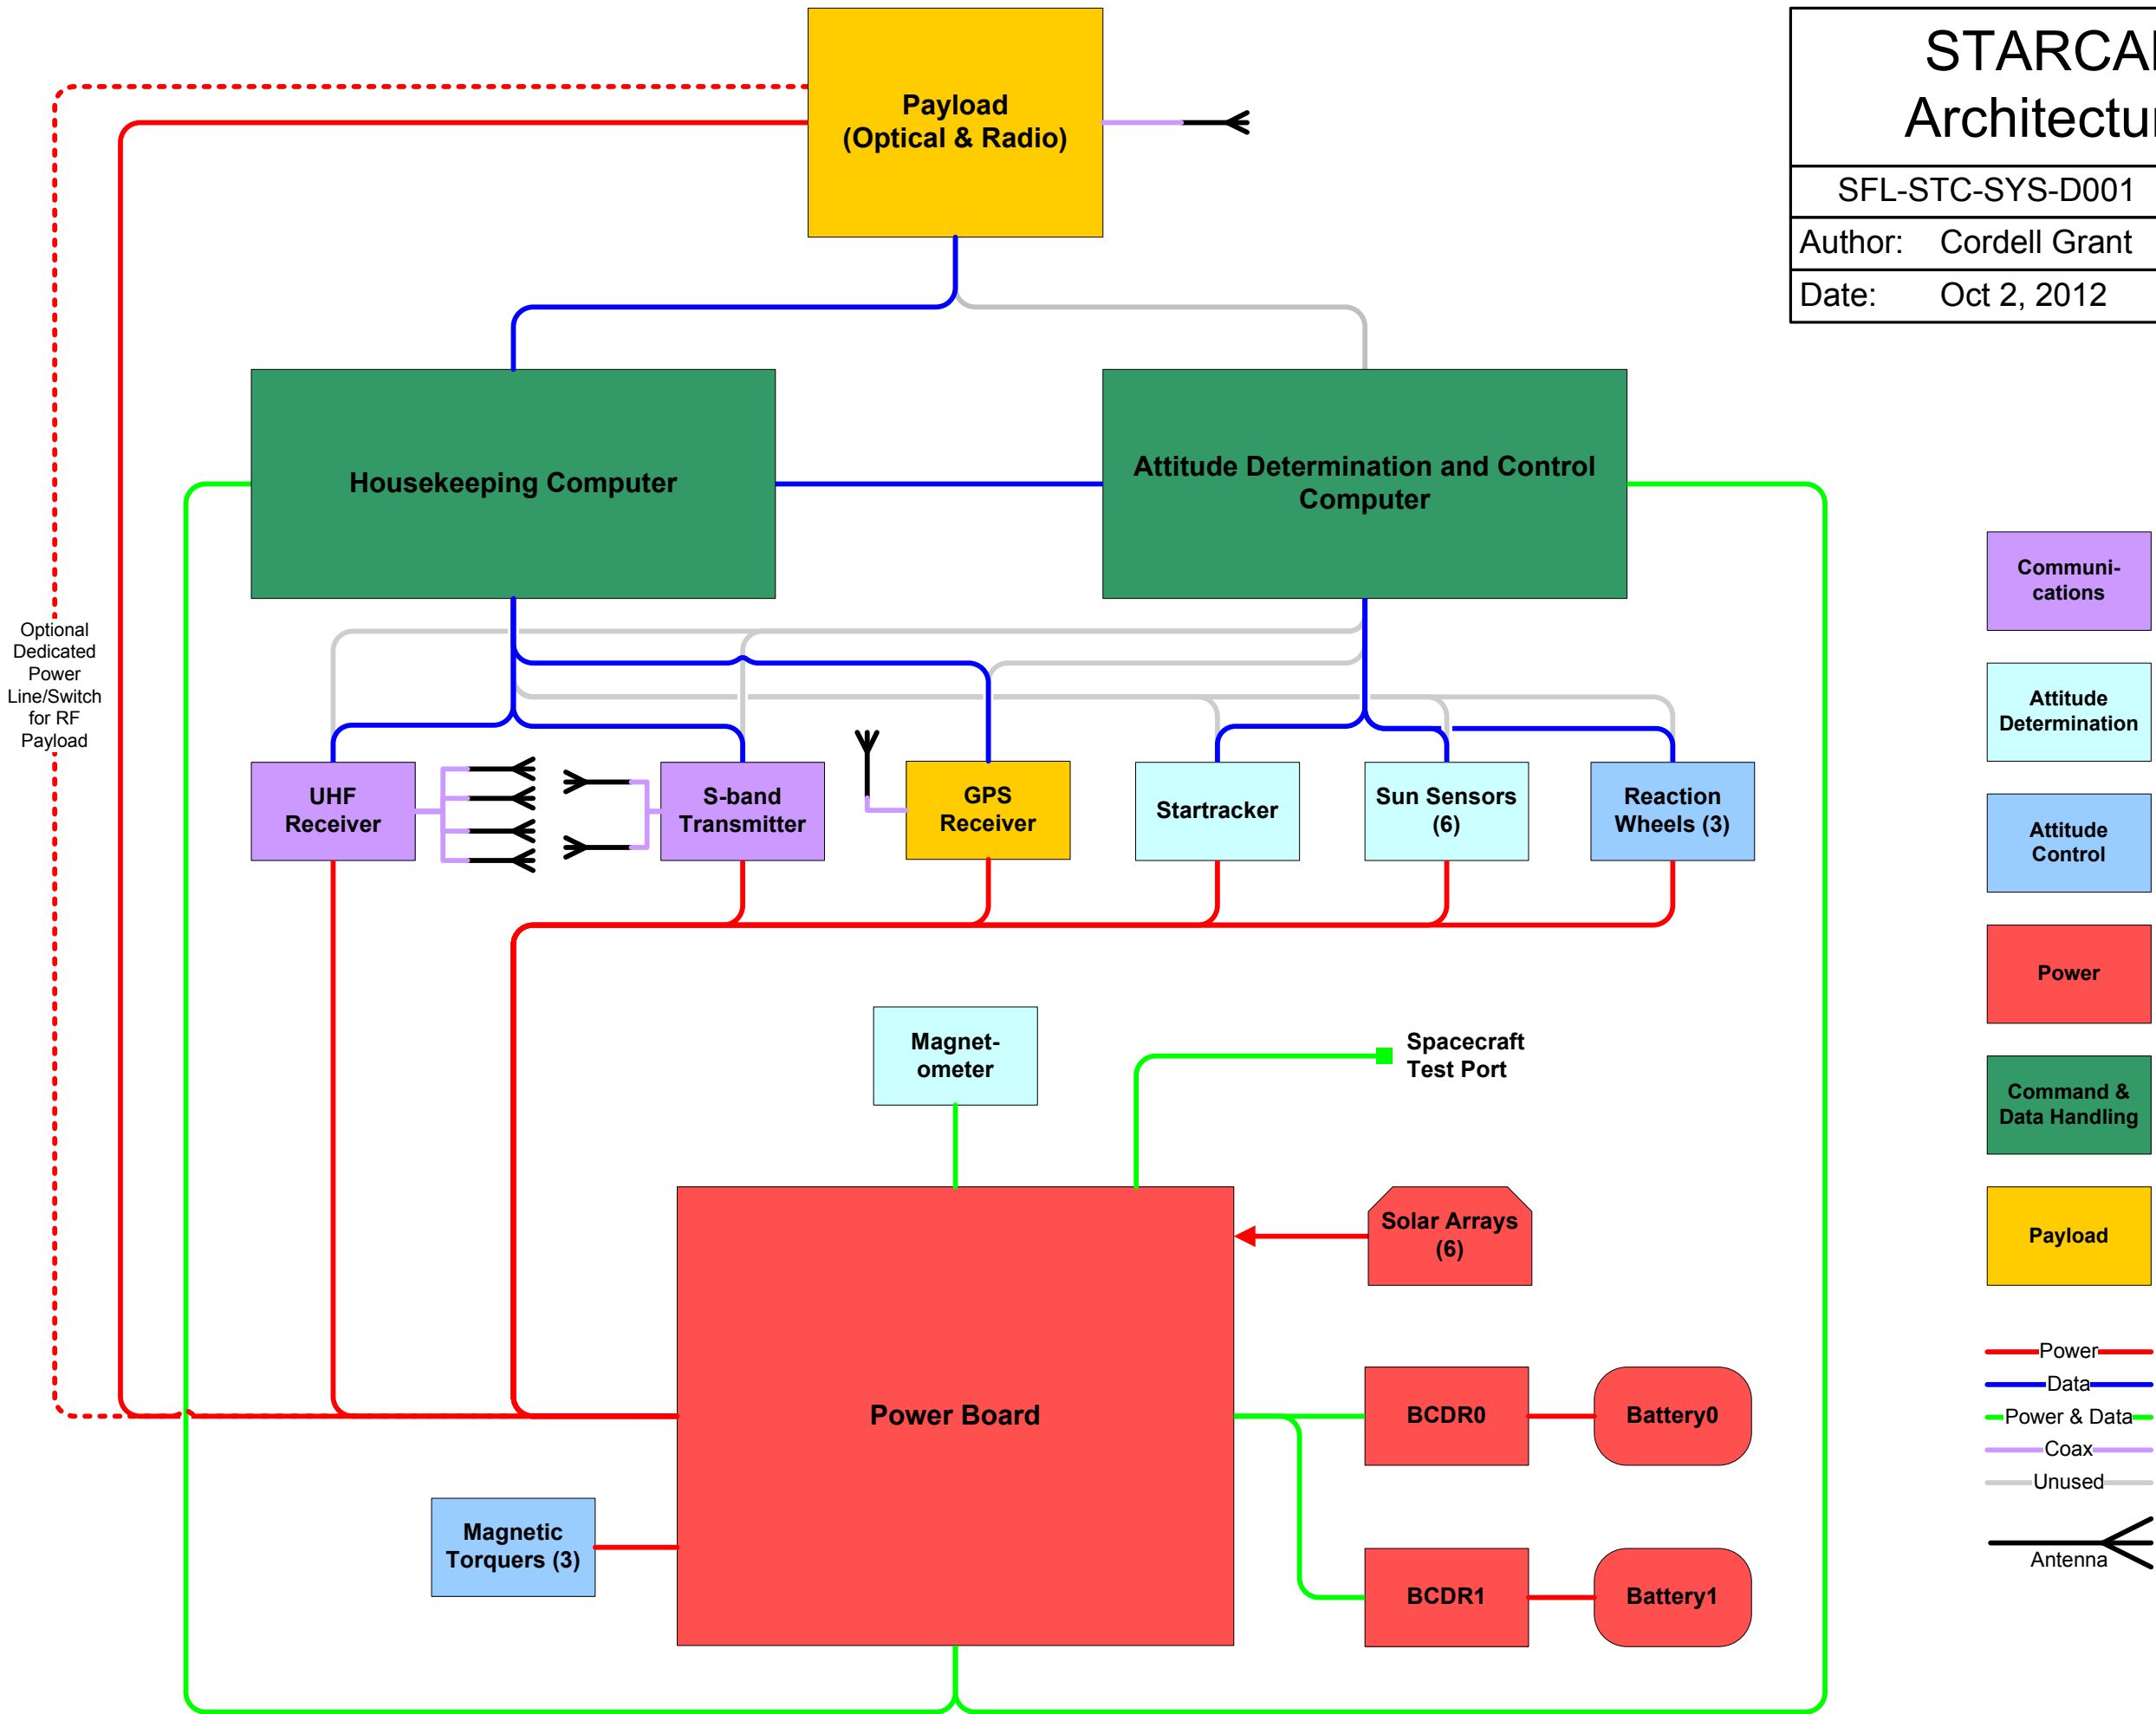 STARCAL
Architectur
SFL-STC-SYS-D001
Author: Cordell Grant
Date: Oct 2, 2012
Payload
(Optical & Radio)
Housekeeping Computer
Attitude Determination and Control
Computer
Optional
Dedicated
Power
Line/Switch
for RF
Payload
UHF
Receiver
S-band
Transmitter
GPS
Receiver
Startracker
Sun Sensors
(6)
Reaction
Wheels (3)
Magnet-
ometer
Spacecraft
Test Port
Solar Arrays
(6)
Power Board
BCDR0
Battery0
Magnetic
Torquers (3)
BCDR1
Battery1
Communi-
cations
Attitude
Determination
Attitude
Control
Power
Command &
Data Handling
Payload
Power
Data
Power & Data
Coax
Unused
Antenna